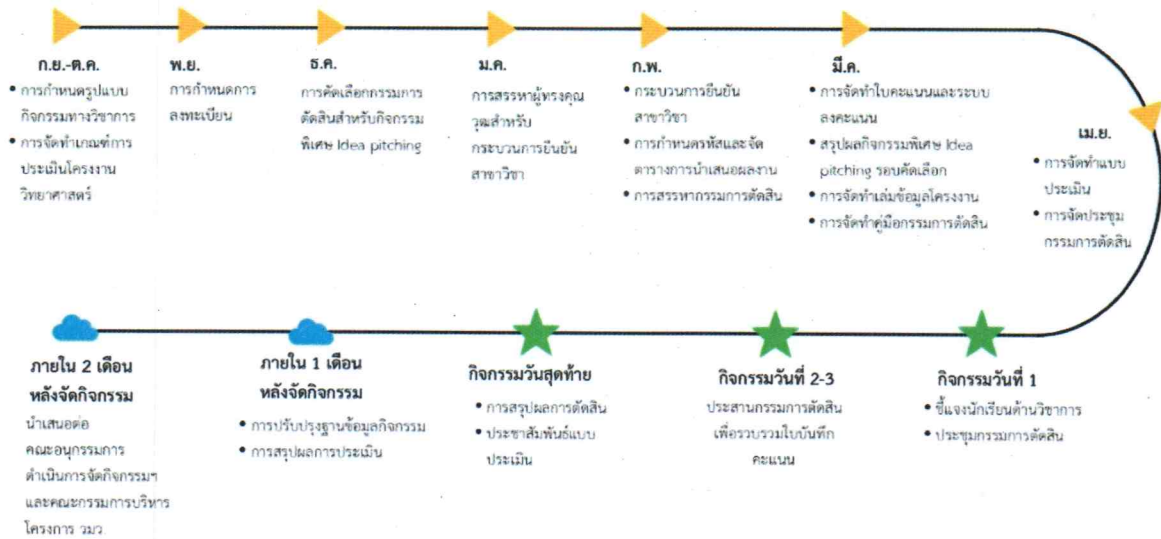 ก.ย.-ต.ค.
• การกำหนดรูปแบบ
กิจกรรมทางวิชาการ
• การจัดทำเกณฑ์การ
ประเมินโครงงาน
วิทยาศาสตร์
พ.ย.
การกำหนดการ
ลงทะเบียน
ธ.ค.
การคัดเลือกกรรมการ
ตัดสินสำหรับกิจกรรม
พิเศษ Idea pitching
ม.ค.
การสรรหาผู้ทรงคุณ
วุฒสำหรับ
กระบวนการยืนยัน
สาขาวิชา
ก.พ.
• กระบวนการยืนยัน
สาขาวิชา
• การกำหนดรหัสและจัด
ตารางการนำเสนอผลงาน
• การสรรหากรรมการตัดสิน
มี.ค.
• การจัดทำใบคะแนนและระบบ
ลงคะแนน
• สรุปผลกิจกรรมพิเศษ Idea
pitching รอบคัดเลือก
• การจัดทำเล่มข้อมูลโครงงาน
• การจัดทำคู่มือกรรมการตัดสิน
เม.ย.
• การจัดทำแบบ
ประเมิน
• การจัดประชุม
กรรมการตัดสิน
กิจกรรมวันที่ 1
• ชี้แจงนักเรียนด้านวิชาการ
• ประชุมกรรมการตัดสิน
กิจกรรมวันที่ 2-3
ประสานกรรมการตัดสิน
เพื่อรวบรวมใบบันทึก
คะแนน
กิจกรรมวันสุดท้าย
• การสรุปผลการตัดสิน
• ประชาสัมพันธ์แบบ
ประเมิน
ภายใน 1 เดือน
หลังจัดกิจกรรม
• การปรับปรุงฐานข้อมูลกิจกรรม
• การสรุปผลการประเมิน
ภายใน 2 เดือน
หลังจัดกิจกรรม
นำเสนอต่อ
คณะอนุกรรมการ
ดำเนินการจัดกิจกรรมฯ
และคณะกรรมการบริหาร
โครงการ วมว.